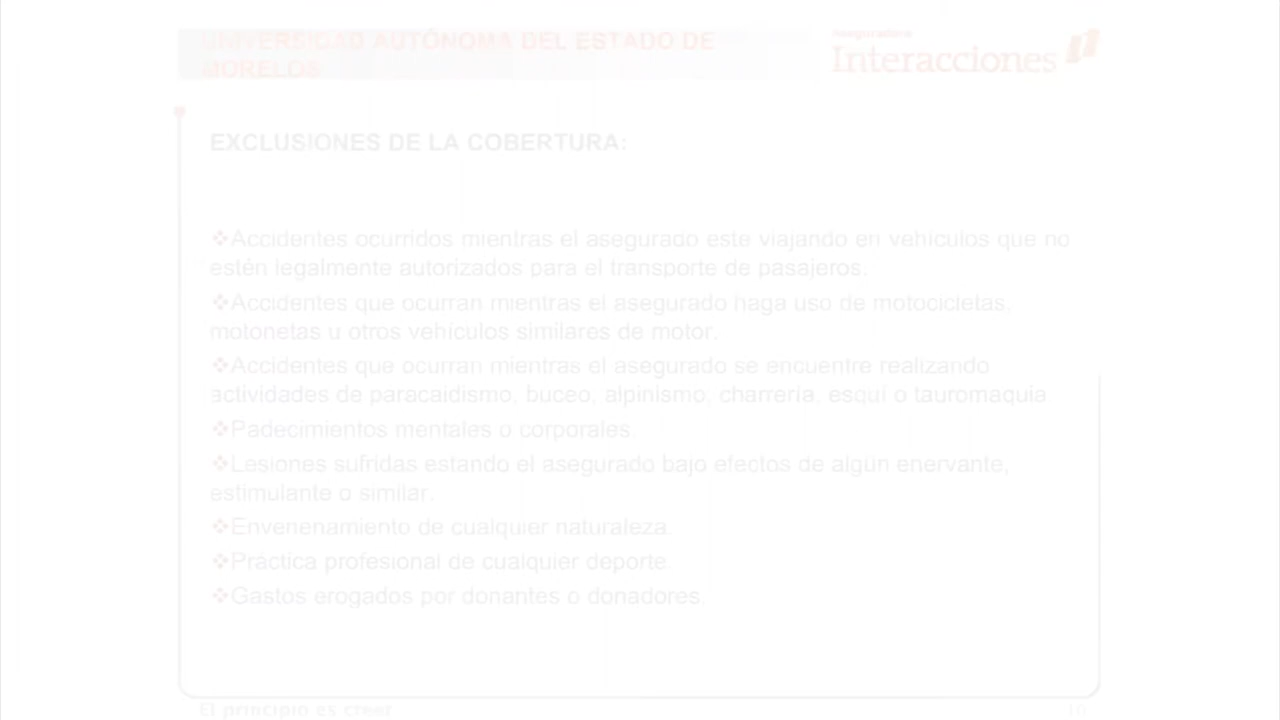 UNIVERSIDAD AUTÓNOMA DEL ESTADO DE
MORELOS
Aseguradora
Interacciones
EXCLUSIONES DE LA COBERTURA:
❖Accidentes ocurridos mientras el asegurado este viajando en vehículos que no
estén legalmente autorizados para el transporte de pasajeros.
❖Accidentes que ocurran mientras el asegurado haga uso de motocicletas,
motonetas u otros vehículos similares de motor.
❖Accidentes que ocurran mientras el asegurado se encuentre realizando
actividades de paracaidismo, buceo, alpinismo, charrería, esquí o tauromaquia
❖Padecimientos mentales o corporales.
❖Lesiones sufridas estando el asegurado bajo efectos de algún enervante,
estimulante o similar.
❖Envenenamiento de cualquier naturaleza.
❖Práctica profesional de cualquier deporte.
❖Gastos erogados por donantes o donadores.
El principio es creer
10